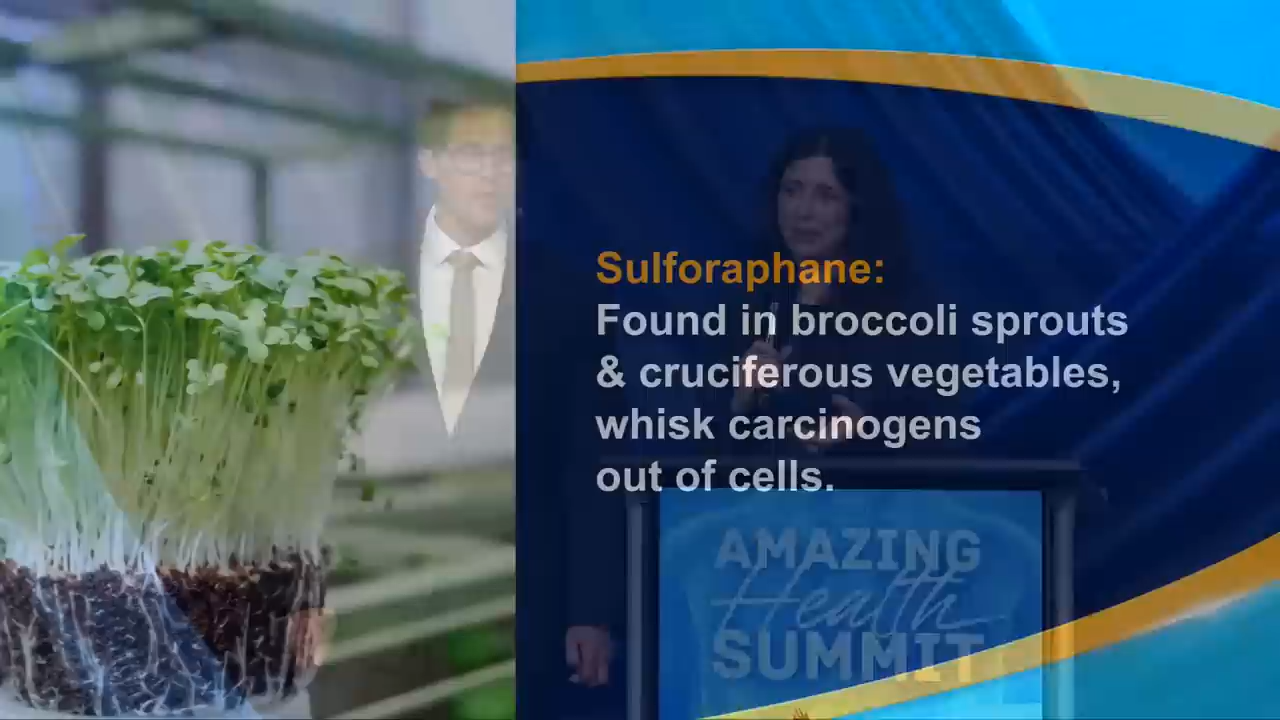 Sulforaphane:
Found in broccoli sprouts
& cruciferous vegetables,
whisk carcinogens
out of cells.
AMAZING
Health
SUMMIT